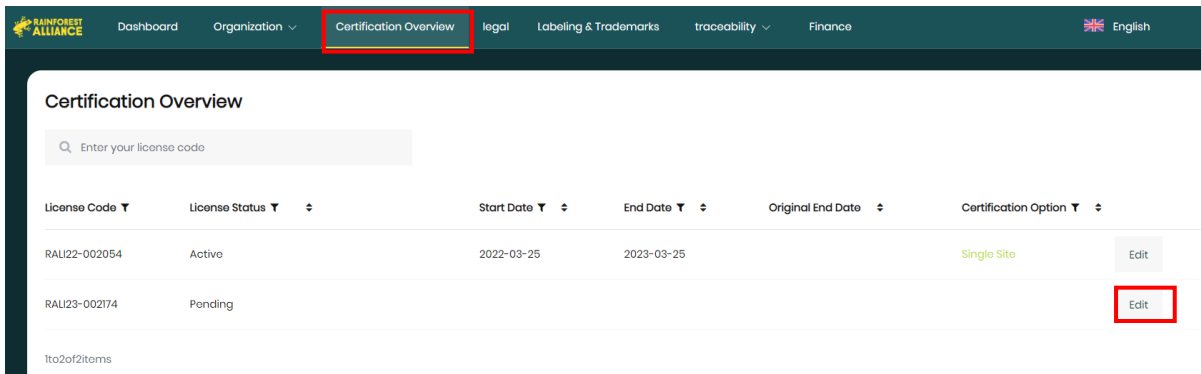 RAINFOREST
ALLIANCE
Dashboard Organization Certification Overview legal Labeling & Trademarks traceability Finance English
Certification Overview
Enter your license code
License Code License Status Start Date End Date Original End Date Certification Option
RALI22-002054 Active 2022-03-25 2023-03-25 Single Site Edit
RALI23-002174 Pending Edit
1to2of2items